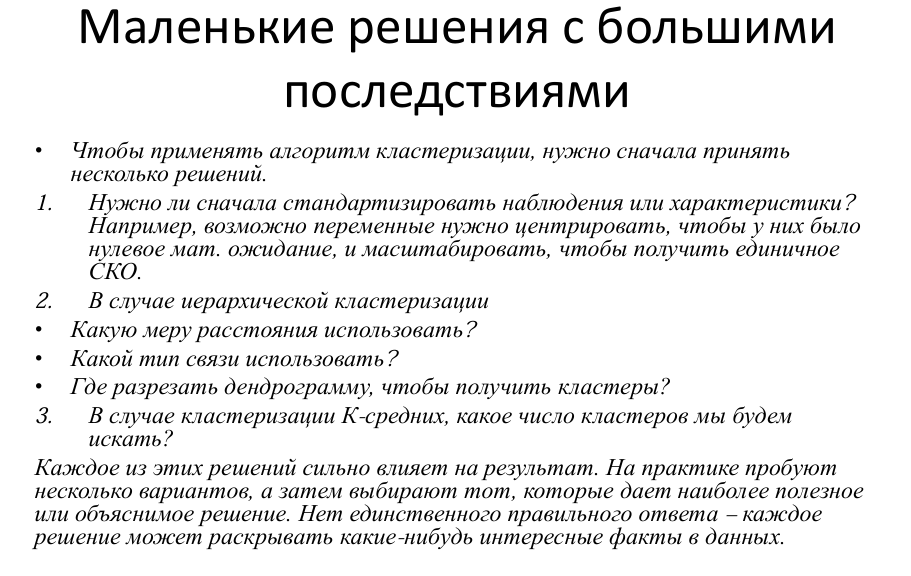 Маленькие решения с большими
последствиями
• Чтобы применять алгоритм кластеризации, нужно сначала принять
несколько решений.
1. Нужно ли сначала стандартизировать наблюдения или характеристики?
Например, возможно переменные нужно центрировать, чтобы у них было
нулевое мат. ожидание, и масштабировать, чтобы получить единичное
СКО.
2. В случае иерархической кластеризации
• Какую меру расстояния использовать?
• Какой тип связи использовать?
• Где разрезать дендрограмму, чтобы получить кластеры?
3. В случае кластеризации К-средних, какое число кластеров мы будем
искать?
Каждое из этих решений сильно влияет на результат. На практике пробуют
несколько вариантов, а затем выбирают тот, которые дает наиболее полезное
или объяснимое решение. Нет единственного правильного ответа – каждое
решение может раскрывать какие-нибудь интересные факты в данных.